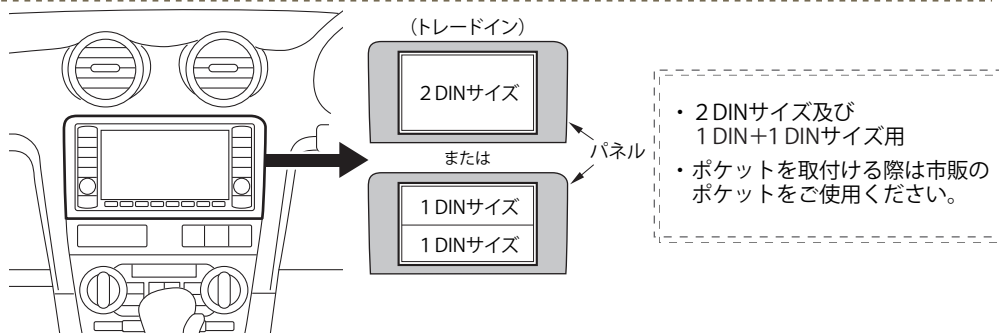 (トレードイン)
2 DINサイズ
または
パネル
1 DINサイズ
1 DINサイズ
・ 2 DINサイズ及び
1 DIN+1 DINサイズ用
・ポケットを取付ける際は市販の
ポケットをご使用ください。